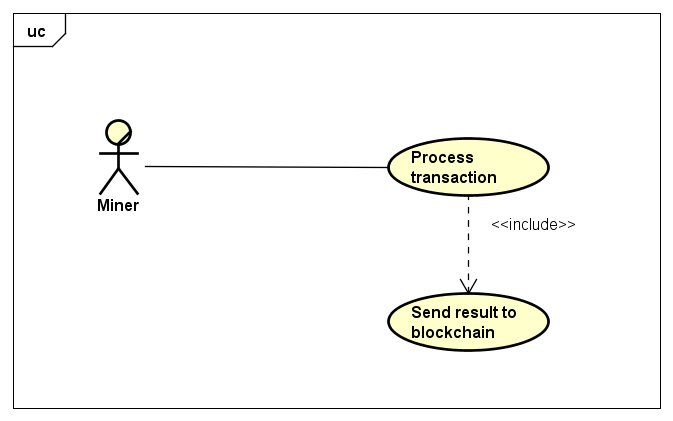 uc
Process
transaction
Miner
<<include>>
Send result to
blockchain